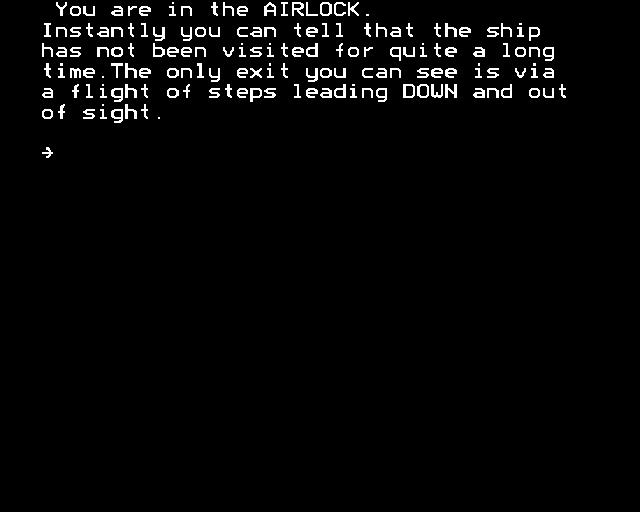 You are in the AIRLOCK.
Instantly you can tell that the ship
has not been visited for quite a long
time.The only exit you can see is via
a flight of steps leading DOWN and out
of sight.
→